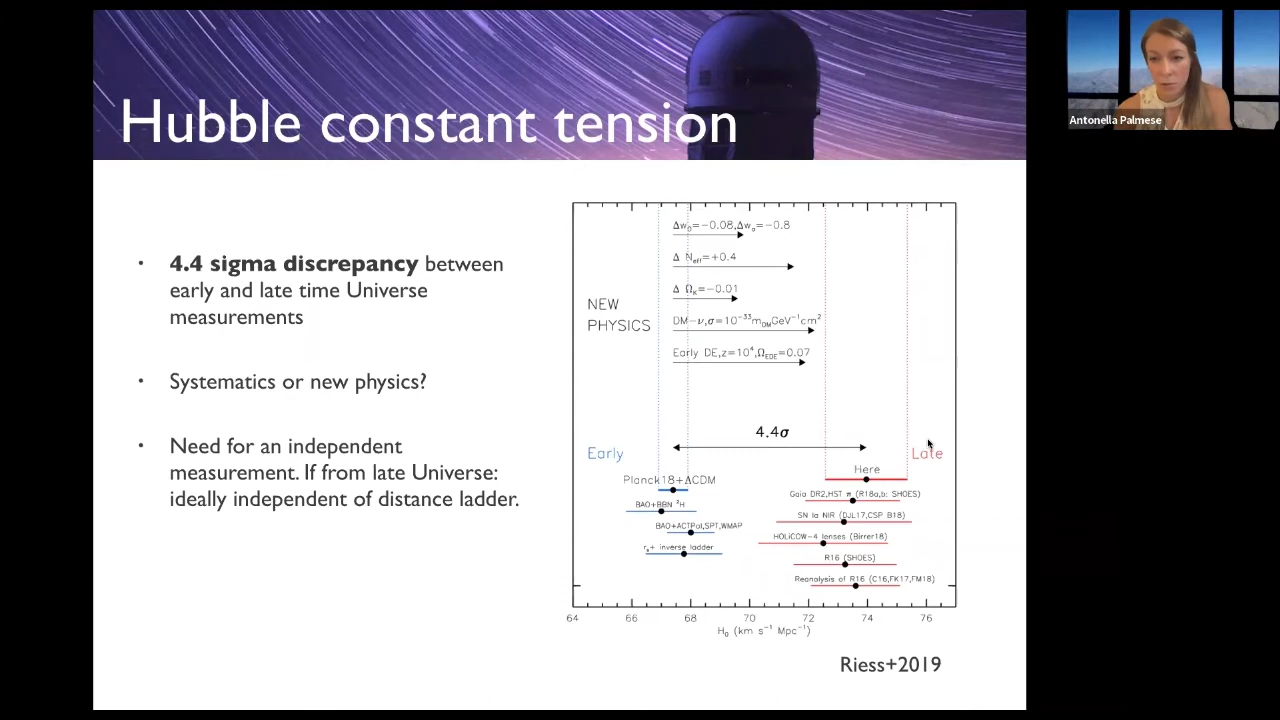 Hubble constant tension
Antonella Palmese
• 4.4 sigma discrepancy between
early and late time Universe
measurements
• Systematics or new physics?
• Need for an independent
measurement. If from late Universe:
ideally independent of distance ladder.
Δw₀=−0.08,Δwₐ=−0.8
Δ Nₑff=+0.4
Δ Ωₖ=−0.01
NEW
PHYSICS
DM−ν,σ=10⁻³³m_DM GeV⁻¹cm²
Early DE,z=10⁴,Ω_EDE=0.07
4.4σ
Early
Late
Here
Planck18+ΛCDM
Gaia DR2,HST π (R18a,b: SH0ES)
BAO+BBN ²H
SN Ia NIR (DJL17,CSP B18)
BAO+ACTPol,SPT,WMAP
HOLiCOW-4 lenses (Birrer18)
rₛ+ inverse ladder
R16 (SH0ES)
Reanalysis of R16 (C16,FK17,FM18)
64 66 68 70 72 74 76
H₀ (km s⁻¹ Mpc⁻¹)
Riess+2019